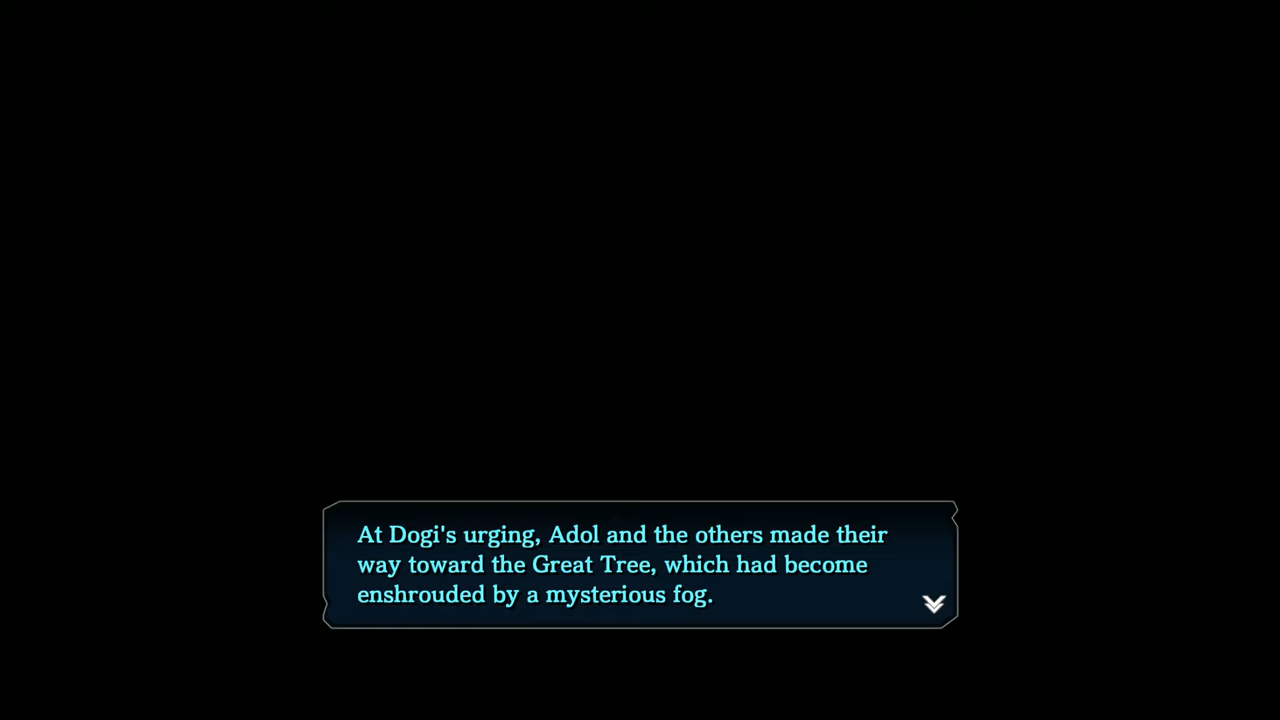 At Dogi's urging, Adol and the others made their
way toward the Great Tree, which had become
enshrouded by a mysterious fog.